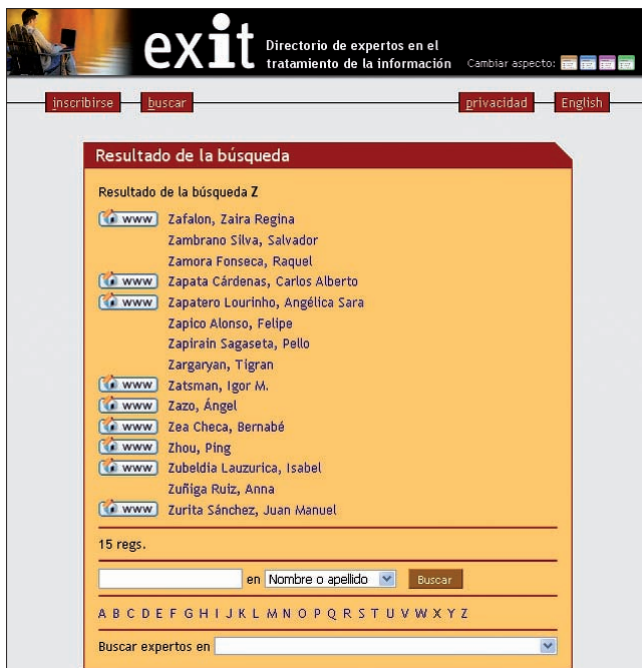 exit
Directorio de expertos en el
tratamiento de la información
Cambiar aspecto:
inscribirse buscar privacidad English
Resultado de la búsqueda
Resultado de la búsqueda Z
www Zafalon, Zaira Regina
Zambrano Silva, Salvador
Zamora Fonseca, Raquel
www Zapata Cárdenas, Carlos Alberto
www Zapatero Lourinho, Angélica Sara
Zapico Alonso, Felipe
Zapirain Sagaseta, Pello
Zargaryan, Tigran
www Zatsman, Igor M.
www Zazo, Ángel
www Zea Checa, Bernabé
www Zhou, Ping
www Zubeldia Lauzurica, Isabel
Zuñiga Ruiz, Anna
www Zurita Sánchez, Juan Manuel
15 regs.
en Nombre o apellido Buscar
A B C D E F G H I J K L M N O P Q R S T U V W X Y Z
Buscar expertos en